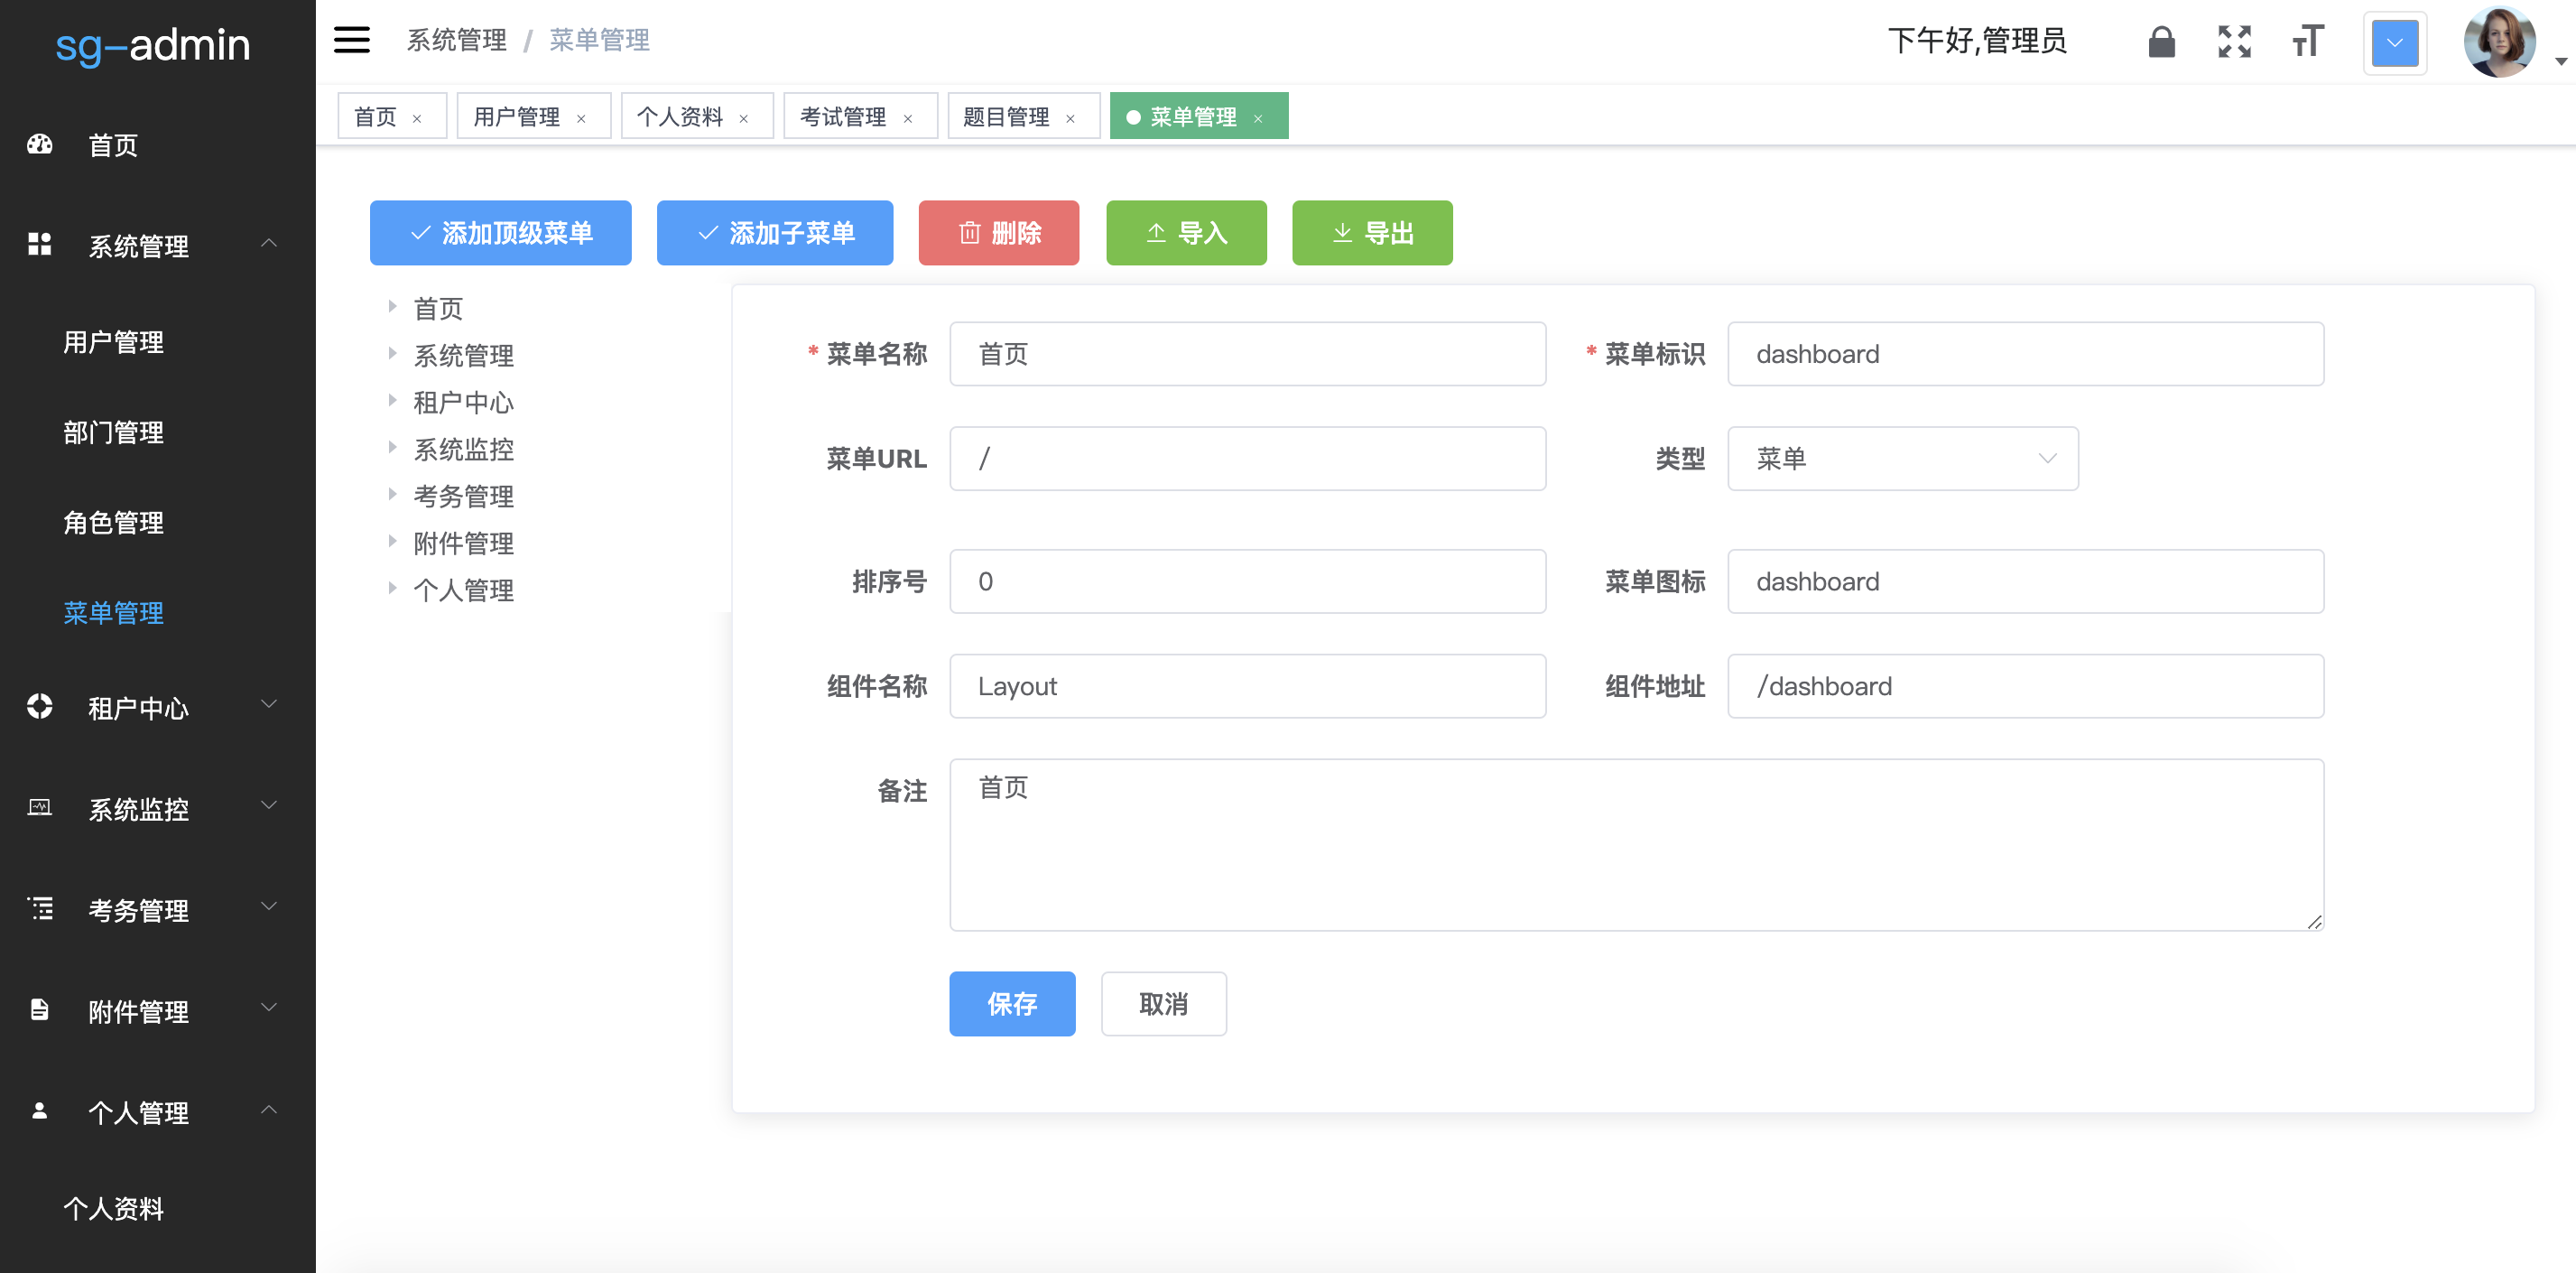 sg-admin
首页
系统管理
用户管理
部门管理
角色管理
菜单管理
租户中心
系统监控
考务管理
附件管理
个人管理
个人资料
系统管理 / 菜单管理
下午好,管理员
首页 × 用户管理 × 个人资料 × 考试管理 × 题目管理 × 菜单管理 ×
添加顶级菜单 添加子菜单 删除 导入 导出
首页
系统管理
租户中心
系统监控
考务管理
附件管理
个人管理
* 菜单名称 首页 * 菜单标识 dashboard
菜单URL / 类型 菜单
排序号 0 菜单图标 dashboard
组件名称 Layout 组件地址 /dashboard
备注 首页
保存 取消